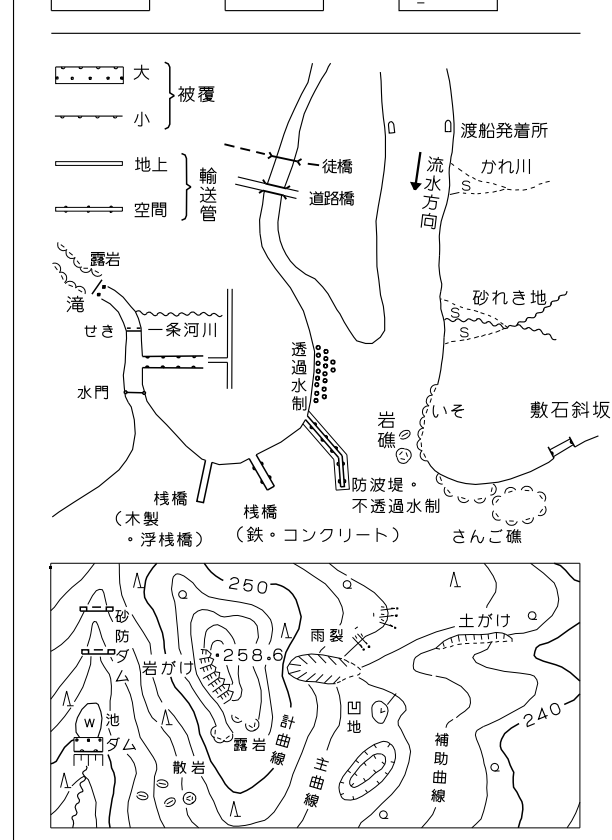 大
被覆
小
地上
輸送管
空間
渡船発着所
徒橋
流水方向
かれ川
道路橋
S
露岩
滝
砂れき地
S
せき
一条河川
S
透過水制
水門
岩礁
いそ
敷石斜坂
防波堤・
不透過水制
桟橋
(木製
・浮桟橋)
桟橋
(鉄・コンクリート)
さんご礁
250
砂防ダム
雨裂
土がけ
岩がけ
・258.6
W
池
ダム
凹地
240
露岩
計曲線
主曲線
補助曲線
散岩